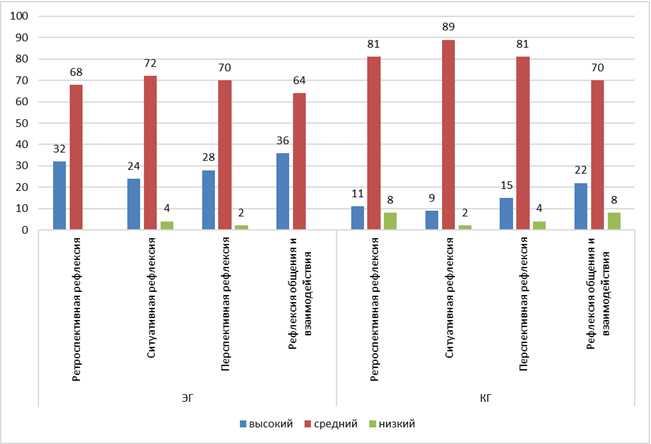 100
90
80
70
60
50
40
30
20
10
0
32
68
24
72
4
28
70
2
36
64
11
81
8
9
89
2
15
81
4
22
70
8
Ретроспективная рефлексия
Ситуативная рефлексия
Перспективная рефлексия
Рефлексия общения и
взаимодействия
Ретроспективная рефлексия
Ситуативная рефлексия
Перспективная рефлексия
Рефлексия общения и
взаимодействия
ЭГ
КГ
высокий
средний
низкий